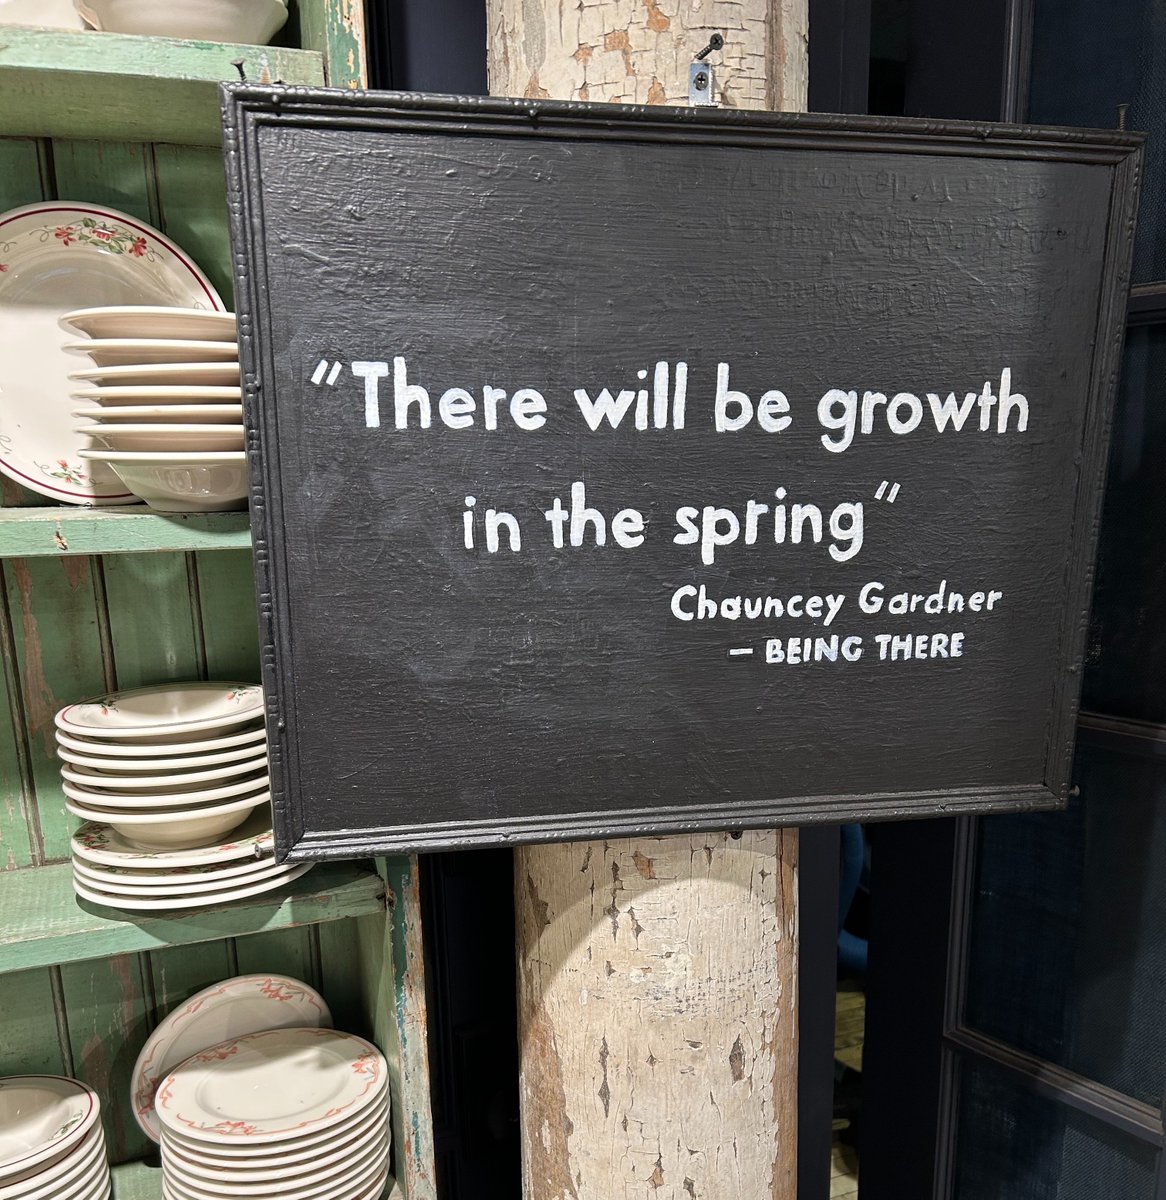 "There will be growth
in the spring"
Chauncey Gardner
– BEING THERE